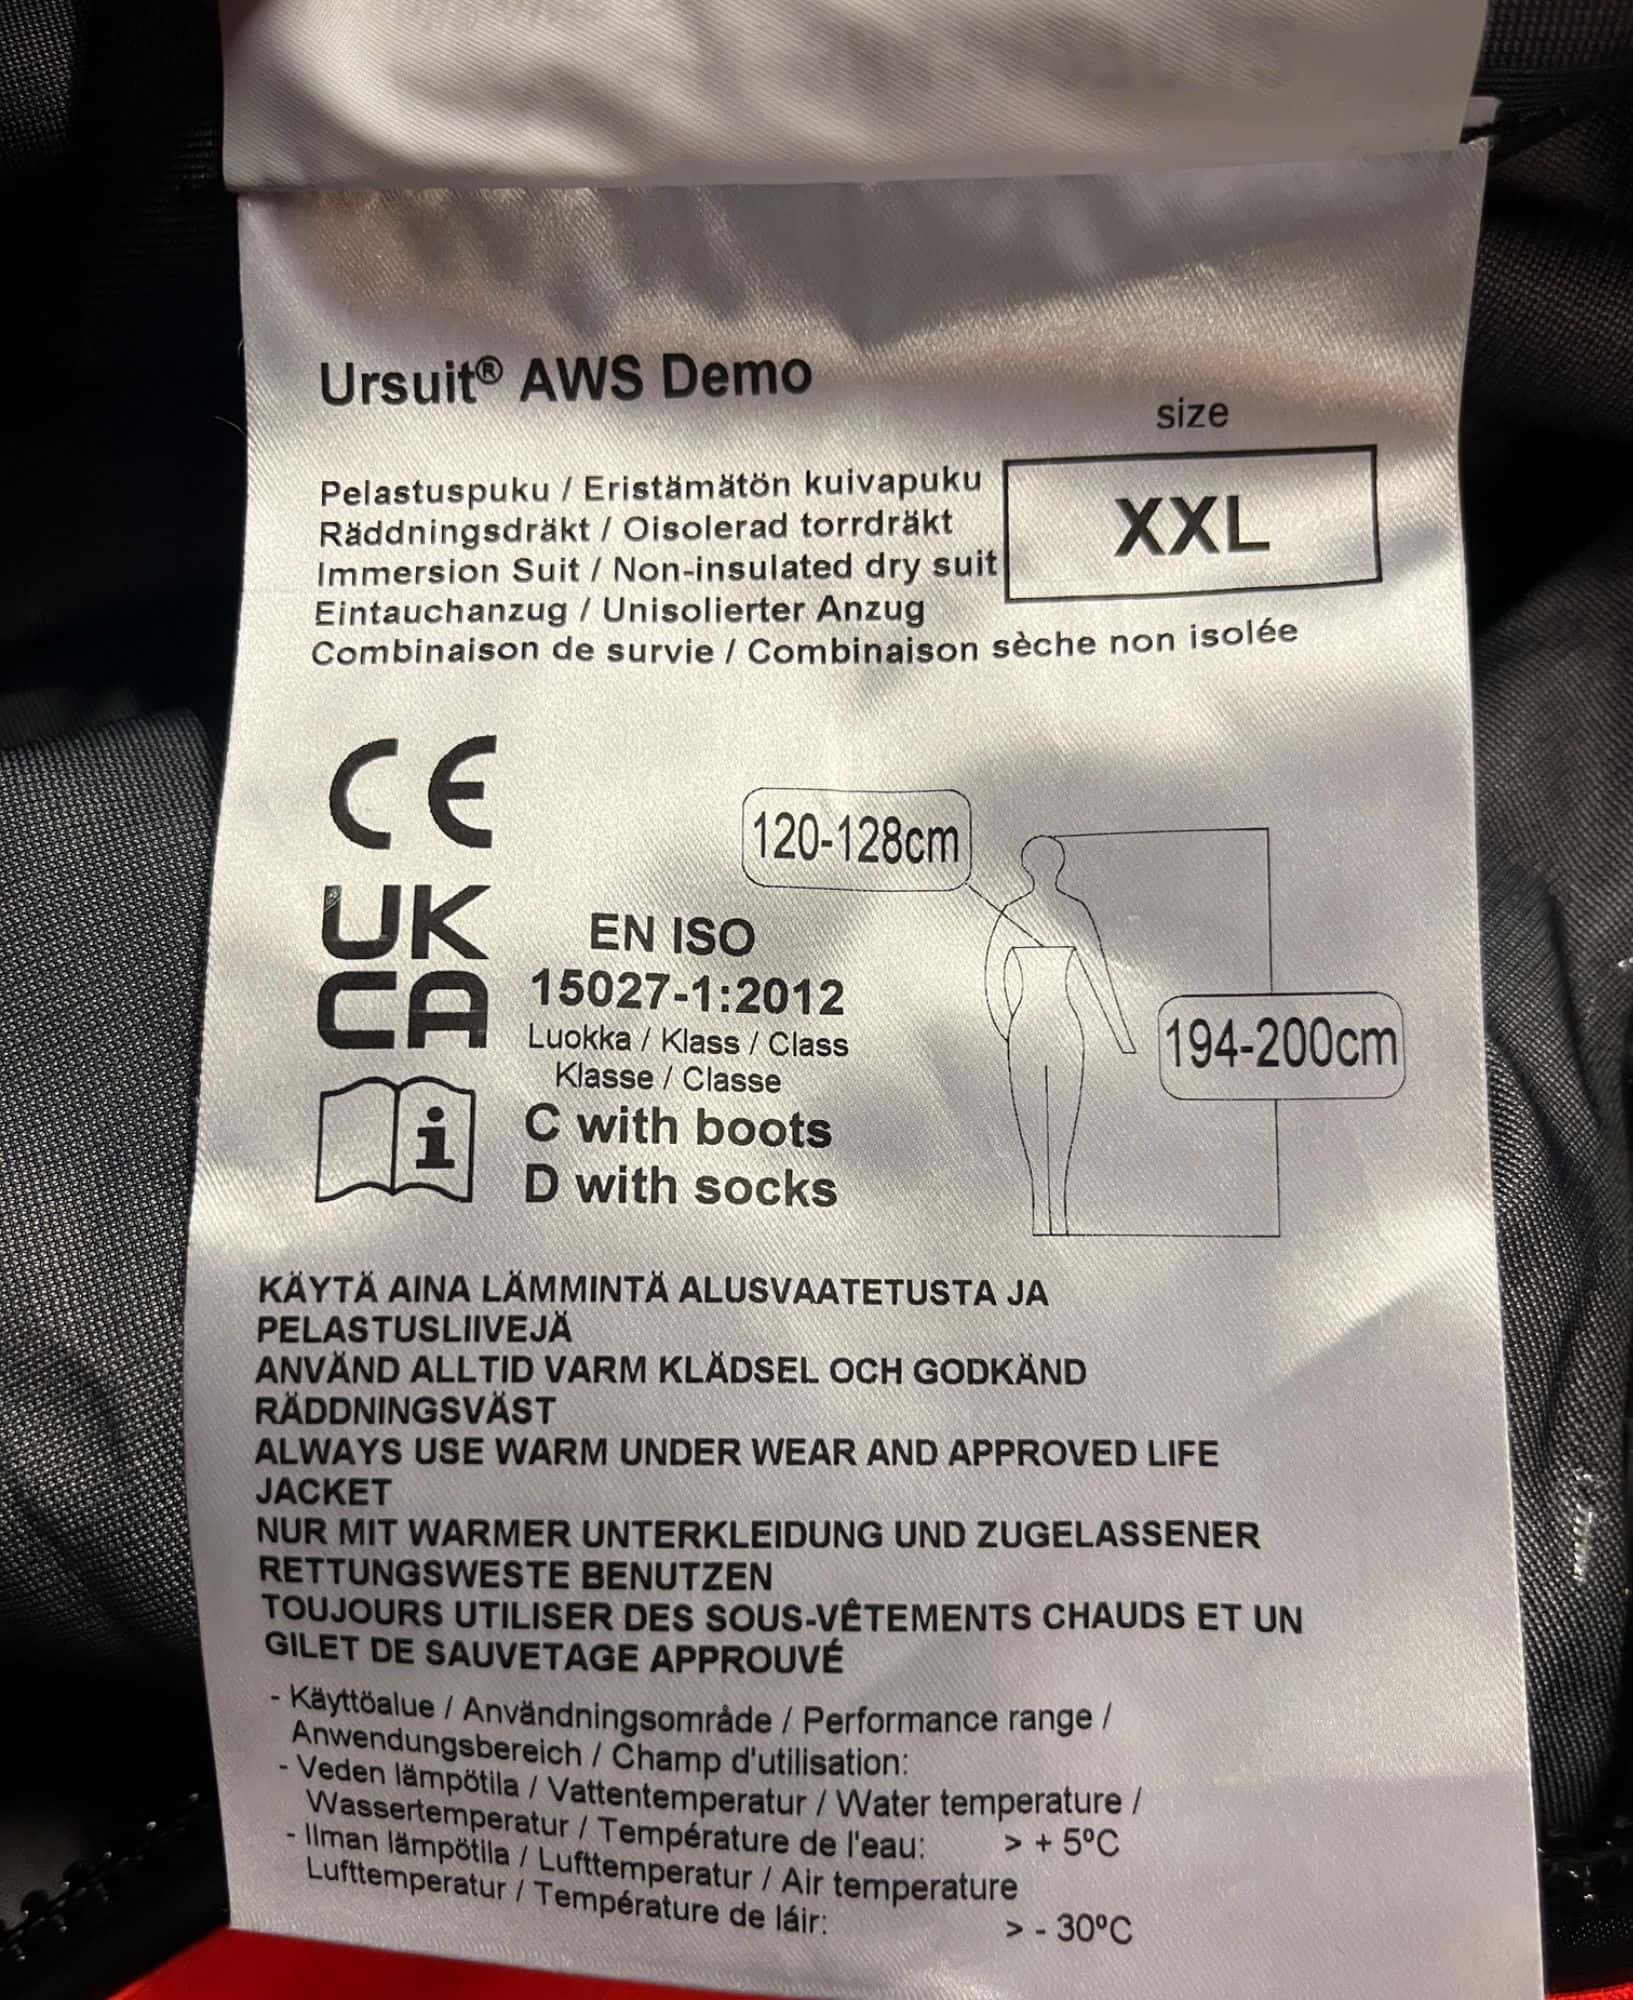 Ursuit® AWS Demo
size
XXL
Pelastuspuku / Eristämätön kuivapuku
Räddningsdräkt / Oisolerad torrdräkt
Immersion Suit / Non-insulated dry suit
Eintauchanzug / Unisolierter Anzug
Combinaison de survie / Combinaison sèche non isolée
CE
UK
CA
120-128cm
194-200cm
EN ISO
15027-1:2012
Luokka / Klass / Class
Klasse / Classe
C with boots
D with socks
i
KÄYTÄ AINA LÄMMINTÄ ALUSVAATETUSTA JA
PELASTUSLIIVEJÄ
ANVÄND ALLTID VARM KLÄDSEL OCH GODKÄND
RÄDDNINGSVÄST
ALWAYS USE WARM UNDER WEAR AND APPROVED LIFE
JACKET
NUR MIT WARMER UNTERKLEIDUNG UND ZUGELASSENER
RETTUNGSWESTE BENUTZEN
TOUJOURS UTILISER DES SOUS-VÊTEMENTS CHAUDS ET UN
GILET DE SAUVETAGE APPROUVÉ
- Käyttöalue / Användningsområde / Performance range /
Anwendungsbereich / Champ d'utilisation:
- Veden lämpötila / Vattentemperatur / Water temperature /
Wassertemperatur / Température de l'eau: > + 5ºC
- Ilman lämpötila / Lufttemperatur / Air temperature
Lufttemperatur / Température de láir: > - 30ºC